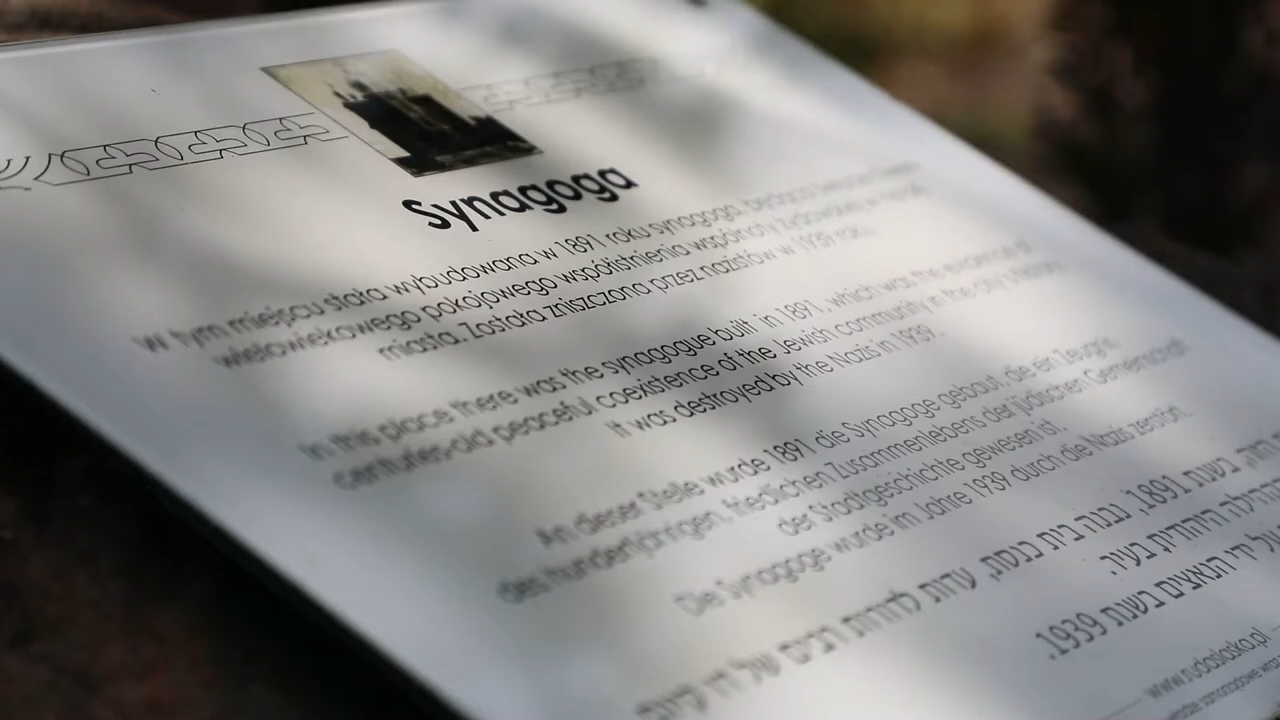 Synagoga
W tym miejscu stała wybudowana w 1891 roku synagoga, będąca
wielowiekowego pokojowego współistnienia wspólnoty żydowskiej w
miasta. Została zniszczona przez nazistów w 1939 roku.
In this place there was the synagogue built in 1891, which was the evidence of
centuries-old peaceful coexistence of the Jewish community in the city's history.
It was destroyed by the Nazis in 1939.
An dieser Stelle wurde 1891 die Synagoge gebaut, die ein Zeugnis
des hundertjährigen, friedlichen Zusammenlebens der jüdischen Gemeinschaft
der Stadtgeschichte gewesen ist.
Die Synagoge wurde im Jahre 1939 durch die Nazis zerstört.
בשנת 1891, נבנה בית כנסת, עדות לדורות רבים של דו קיום
היהודית בעיר.
על ידי הנאצים בשנת 1939.
www.rudaslaska.pl